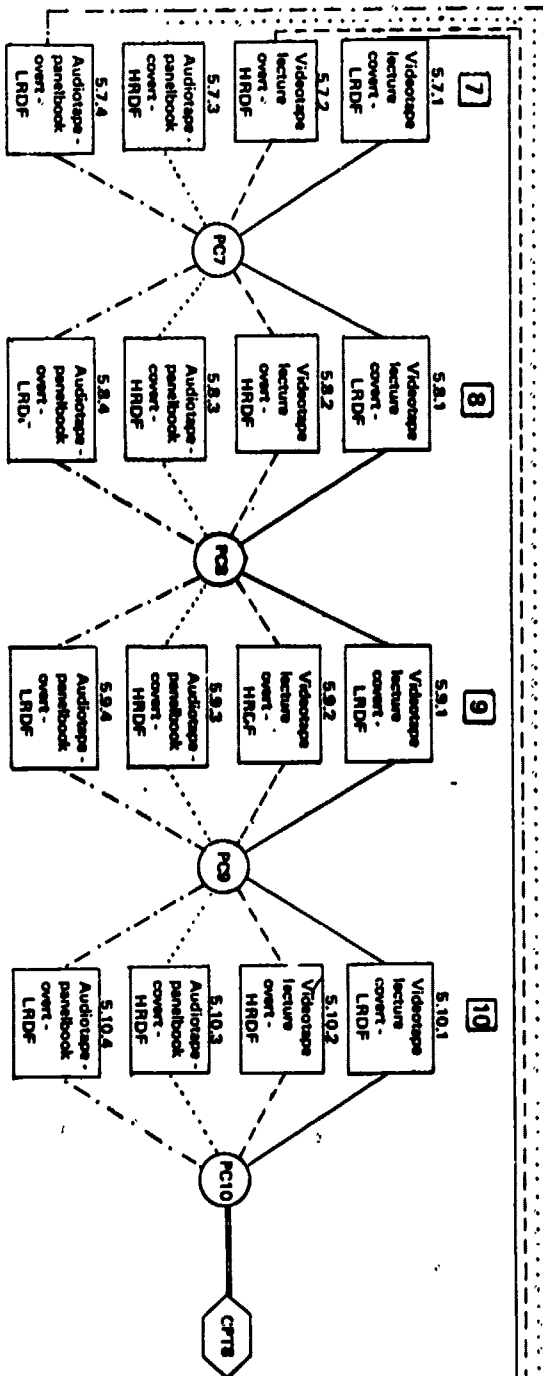 7
5.7.1
Videotape
lecture
covert -
LRDF
5.7.2
Videotape
lecture
overt -
HRDF
5.7.3
Audiotape -
panelbook
covert -
HRDF
5.7.4
Audiotape -
panelbook
overt -
LRDF
PC7
8
5.8.1
Videotape
lecture
covert -
LRDF
5.8.2
Videotape
lecture
overt -
HRDF
5.8.3
Audiotape -
panelbook
covert -
HRDF
5.8.4
Audiotape -
panelbook
overt -
PC8
9
5.9.1
Videotape
lecture
covert -
LRDF
5.9.2
Videotape
lecture
overt -
HRDF
5.9.3
Audiotape -
panelbook
covert -
HRDF
5.9.4
Audiotape -
panelbook
overt -
LRDF
PC9
10
5.10.1
Videotape
lecture
covert -
LRDF
5.10.2
Videotape
lecture
overt -
HRDF
5.10.3
Audiotape -
panelbook
covert -
HRDF
5.10.4
Audiotape -
panelbook
overt -
LRDF
PC10
CPT8